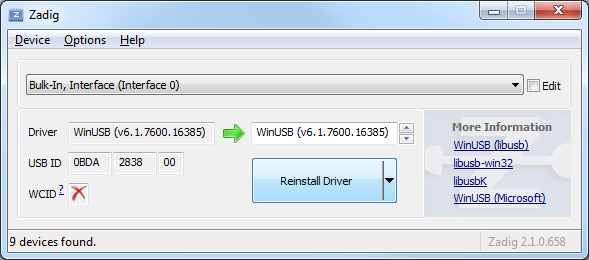 Zadig
Device Options Help
Bulk-In, Interface (Interface 0) Edit
Driver WinUSB (v6.1.7600.16385) WinUSB (v6.1.7600.16385)
USB ID 0BDA 2838 00
WCID ?
Reinstall Driver
More Information
WinUSB (libusb)
libusb-win32
libusbK
WinUSB (Microsoft)
9 devices found. Zadig 2.1.0.658